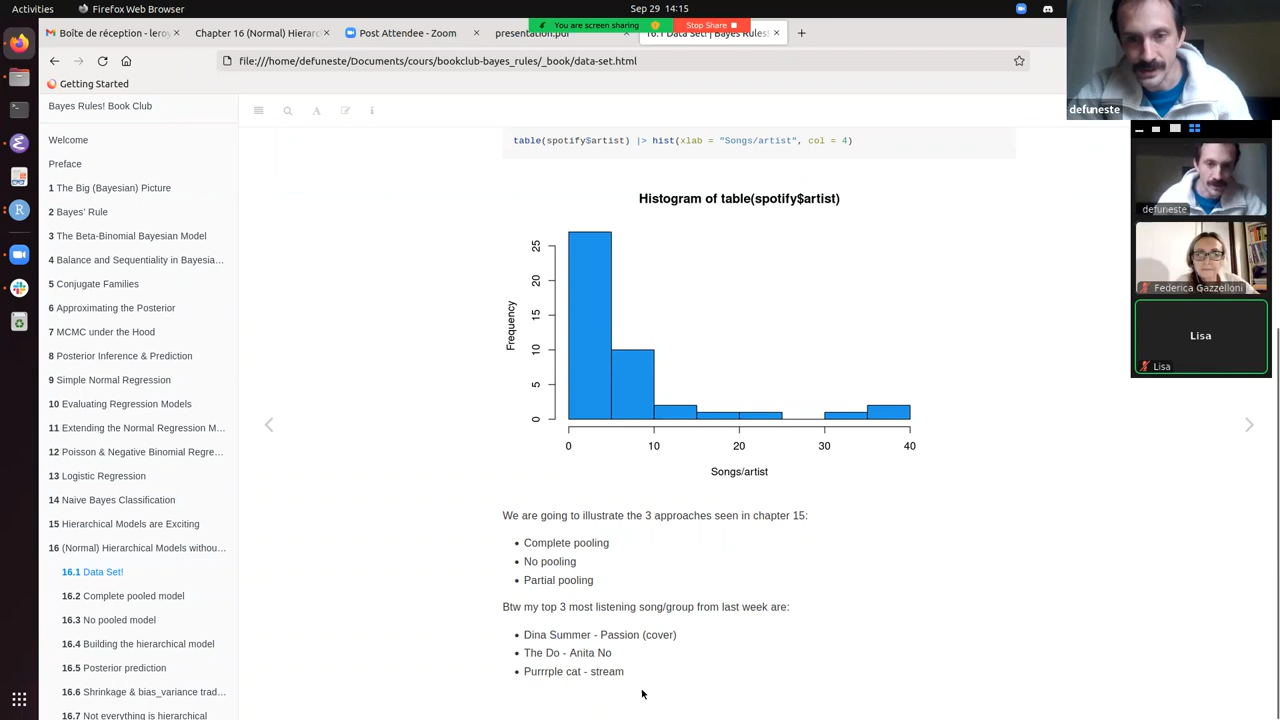 Activities
Firefox Web Browser
Sep 29 14:15
You are screen sharing
Stop Share
Boîte de réception - leroy
Chapter 16 (Normal) Hierarc
Post Attendee - Zoom
presentation.pdf
16.1 Data Set! | Bayes Rules!
file:///home/defuneste/Documents/cours/bookclub-bayes_rules/_book/data-set.html
Getting Started
Bayes Rules! Book Club
Welcome
Preface
1 The Big (Bayesian) Picture
2 Bayes' Rule
3 The Beta-Binomial Bayesian Model
4 Balance and Sequentiality in Bayesia…
5 Conjugate Families
6 Approximating the Posterior
7 MCMC under the Hood
8 Posterior Inference & Prediction
9 Simple Normal Regression
10 Evaluating Regression Models
11 Extending the Normal Regression M…
12 Poisson & Negative Binomial Regre…
13 Logistic Regression
14 Naive Bayes Classification
15 Hierarchical Models are Exciting
16 (Normal) Hierarchical Models withou…
16.1 Data Set!
16.2 Complete pooled model
16.3 No pooled model
16.4 Building the hierarchical model
16.5 Posterior prediction
16.6 Shrinkage & bias_variance trad…
16.7 Not everything is hierarchical
table(spotify$artist) |> hist(xlab = "Songs/artist", col = 4)
Histogram of table(spotify$artist)
Frequency
25
20
15
10
5
0
0 10 20 30 40
Songs/artist
We are going to illustrate the 3 approaches seen in chapter 15:
• Complete pooling
• No pooling
• Partial pooling
Btw my top 3 most listening song/group from last week are:
• Dina Summer - Passion (cover)
• The Do - Anita No
• Purrrple cat - stream
defuneste
defuneste
Federica Gazzelloni
Lisa
Lisa